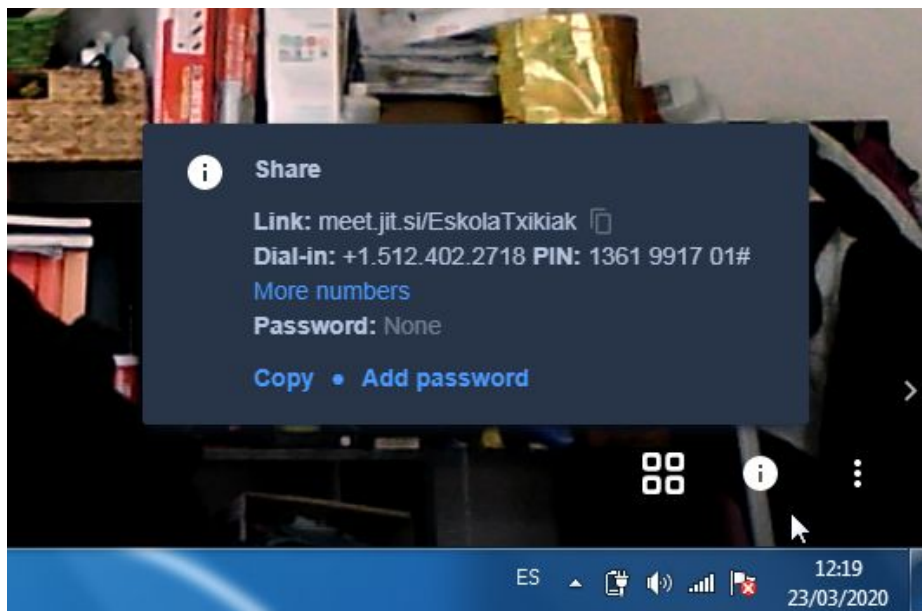 Share
Link: meet.jit.si/EskolaTxikiak
Dial-in: +1.512.402.2718 PIN: 1361 9917 01#
More numbers
Password: None
Copy • Add password
ES
12:19
23/03/2020